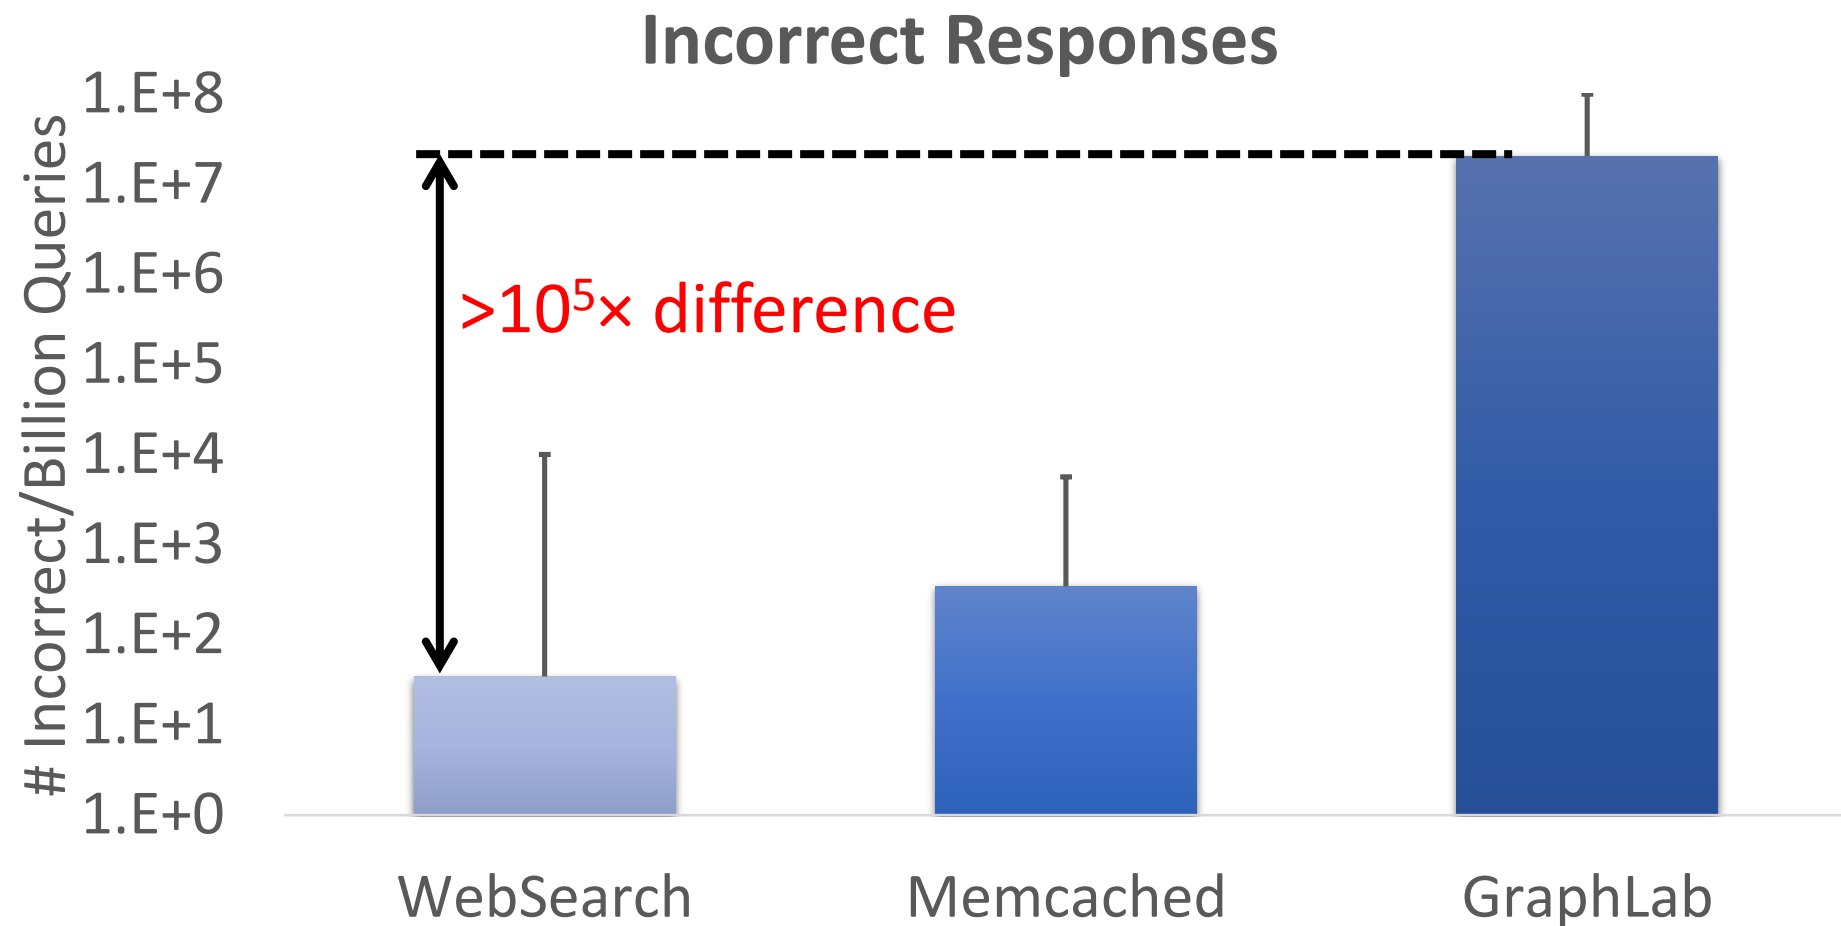 Incorrect Responses
# Incorrect/Billion Queries
1.E+8
1.E+7
1.E+6
1.E+5
1.E+4
1.E+3
1.E+2
1.E+1
1.E+0
>10⁵× difference
WebSearch
Memcached
GraphLab